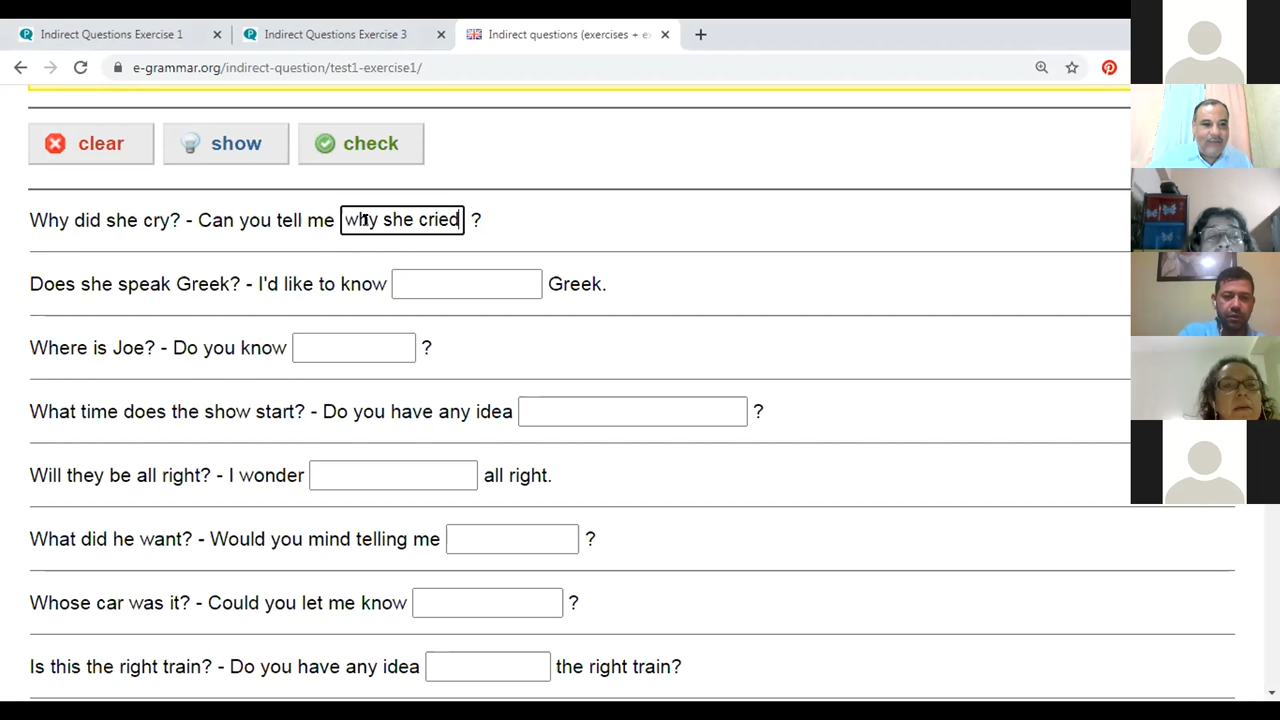 Indirect Questions Exercise 1
Indirect Questions Exercise 3
Indirect questions (exercises + e
e-grammar.org/indirect-question/test1-exercise1/
clear
show
check
Why did she cry? - Can you tell me why she cried ?
Does she speak Greek? - I'd like to know Greek.
Where is Joe? - Do you know ?
What time does the show start? - Do you have any idea ?
Will they be all right? - I wonder all right.
What did he want? - Would you mind telling me ?
Whose car was it? - Could you let me know ?
Is this the right train? - Do you have any idea the right train?